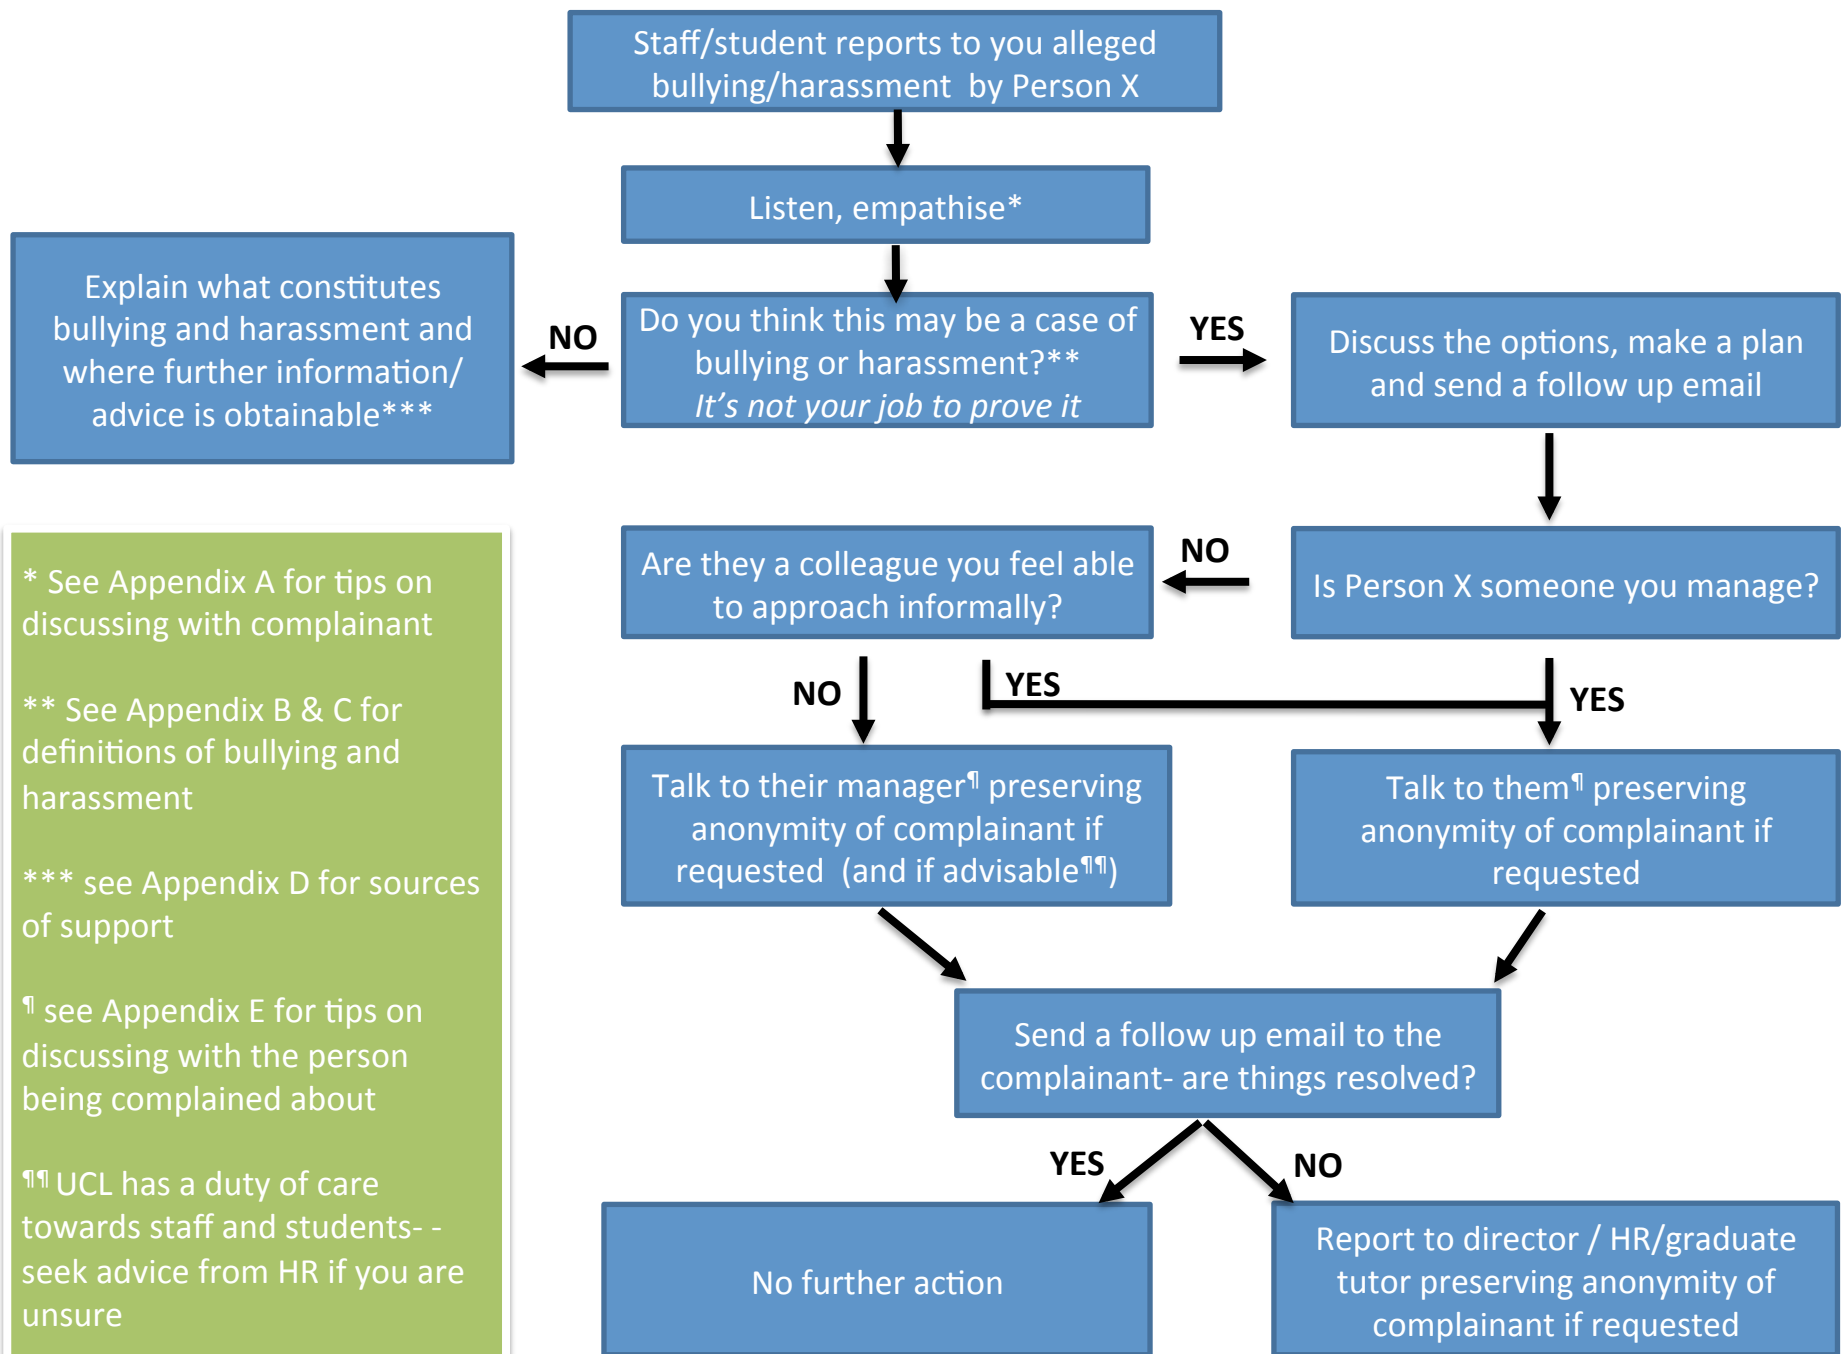 Staff/student reports to you alleged
bullying/harassment by Person X
Listen, empathise*
Explain what constitutes
bullying and harassment and
where further information/
advice is obtainable***
NO
Do you think this may be a case of
bullying or harassment?**
It’s not your job to prove it
YES
Discuss the options, make a plan
and send a follow up email
Are they a colleague you feel able
to approach informally?
NO
Is Person X someone you manage?
NO
YES
YES
Talk to their manager¶ preserving
anonymity of complainant if
requested (and if advisable¶¶)
Talk to them¶ preserving
anonymity of complainant if
requested
Send a follow up email to the
complainant- are things resolved?
YES
NO
No further action
Report to director / HR/graduate
tutor preserving anonymity of
complainant if requested
* See Appendix A for tips on
discussing with complainant
** See Appendix B & C for
definitions of bullying and
harassment
*** see Appendix D for sources
of support
¶ see Appendix E for tips on
discussing with the person
being complained about
¶¶ UCL has a duty of care
towards staff and students- -
seek advice from HR if you are
unsure